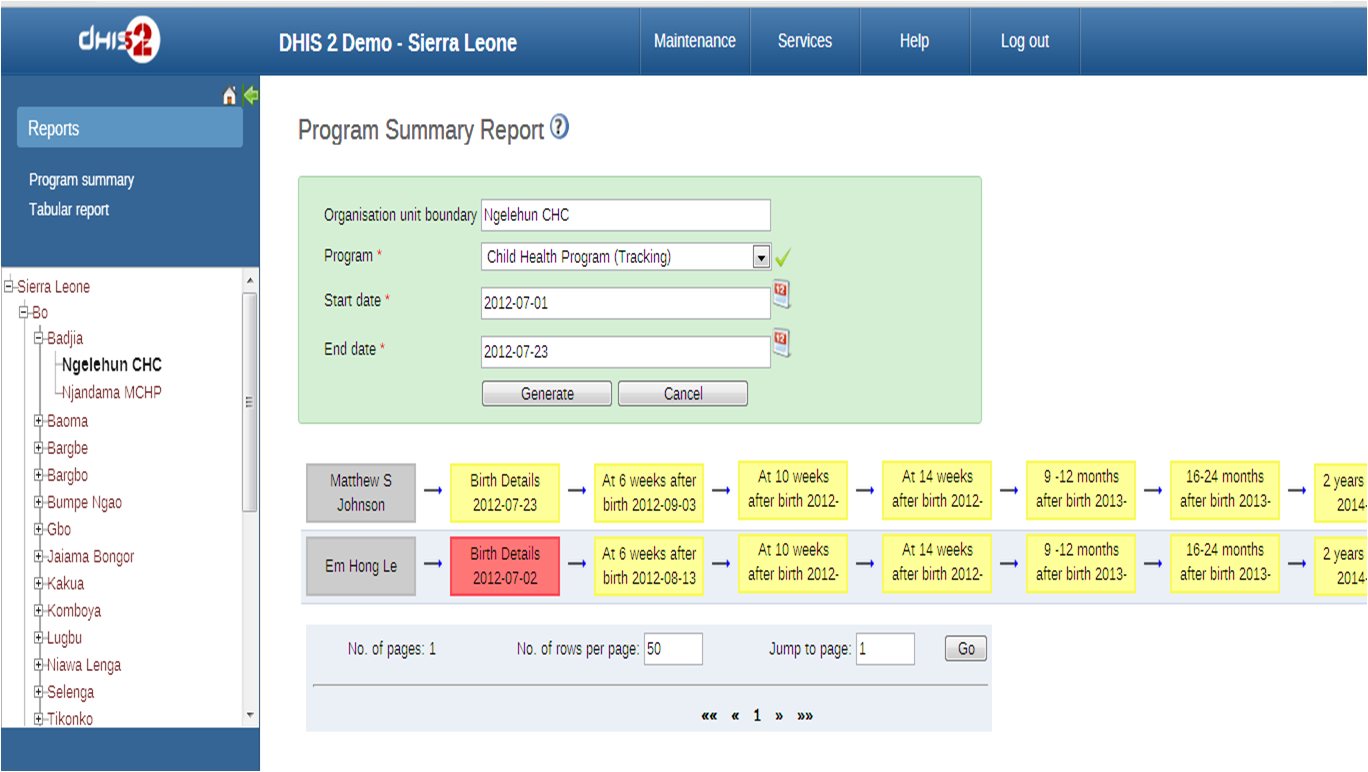 dhis2
DHIS 2 Demo - Sierra Leone
Maintenance
Services
Help
Log out
Reports
Program summary
Tabular report
Sierra Leone
Bo
Badjia
Ngelehun CHC
Njandama MCHP
Baoma
Bargbe
Bargbo
Bumpe Ngao
Gbo
Jaiama Bongor
Kakua
Komboya
Lugbu
Niawa Lenga
Selenga
Tikonko
Program Summary Report ?
Organisation unit boundary Ngelehun CHC
Program * Child Health Program (Tracking)
Start date * 2012-07-01
12
End date * 2012-07-23
12
Generate
Cancel
Matthew S
Johnson
Birth Details
2012-07-23
At 6 weeks after
birth 2012-09-03
At 10 weeks
after birth 2012-
At 14 weeks
after birth 2012-
9 -12 months
after birth 2013-
16-24 months
after birth 2013-
2 years
2014-
Em Hong Le
Birth Details
2012-07-02
At 6 weeks after
birth 2012-08-13
At 10 weeks
after birth 2012-
At 14 weeks
after birth 2012-
9 -12 months
after birth 2013-
16-24 months
after birth 2013-
2 years
2014-
No. of pages: 1
No. of rows per page: 50
Jump to page: 1
Go
«« « 1 » »»